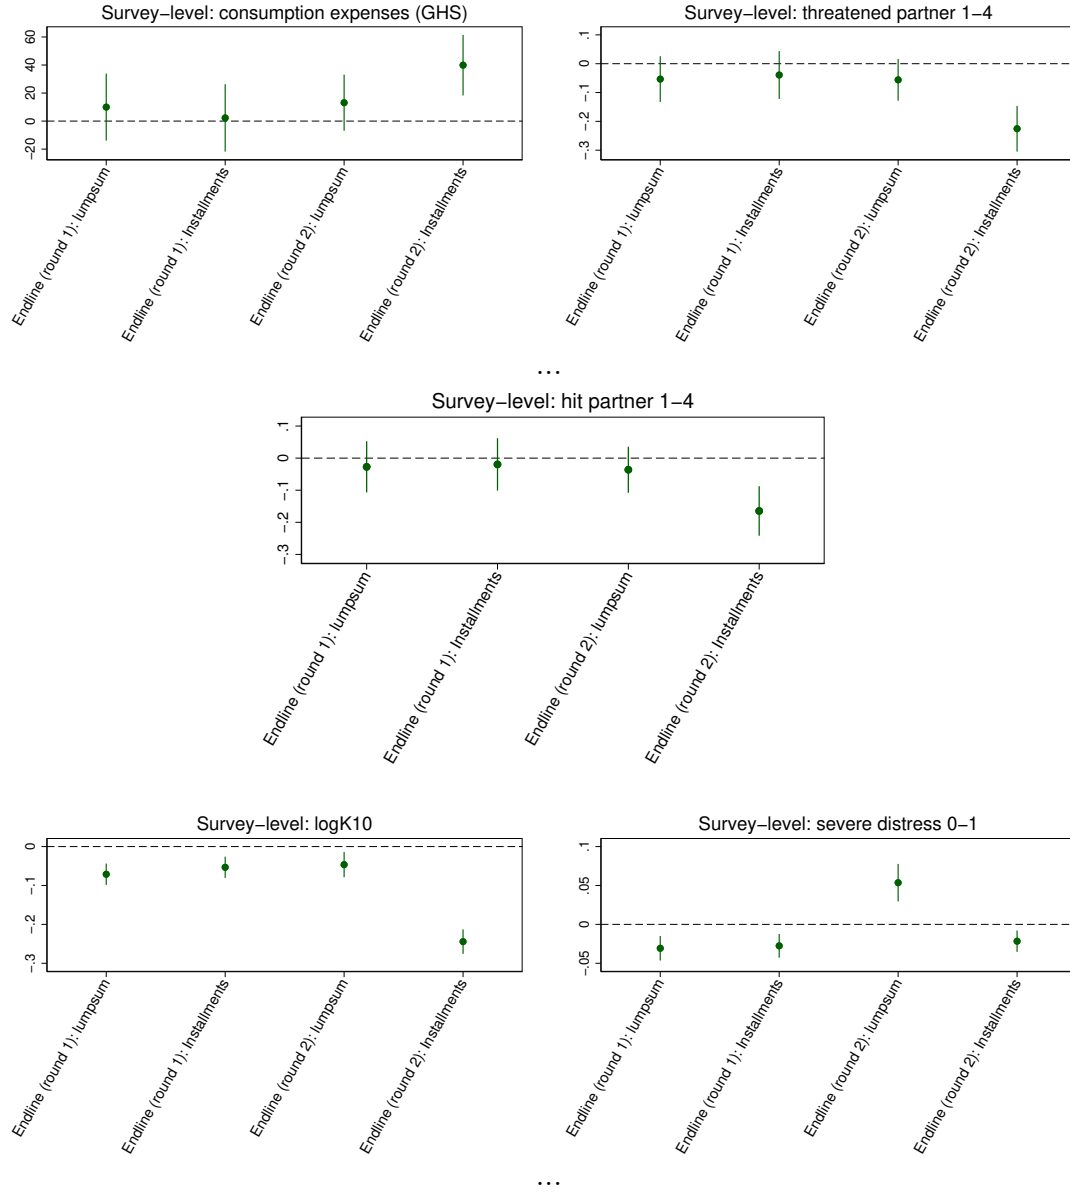 Survey−level: consumption expenses (GHS)
60
40
20
0
−20
Endline (round 1): lumpsum
Endline (round 1): Installments
Endline (round 2): lumpsum
Endline (round 2): Installments
Survey−level: threatened partner 1−4
.1
0
−.1
−.2
−.3
Endline (round 1): lumpsum
Endline (round 1): Installments
Endline (round 2): lumpsum
Endline (round 2): Installments
...
Survey−level: hit partner 1−4
.1
0
−.1
−.2
−.3
Endline (round 1): lumpsum
Endline (round 1): Installments
Endline (round 2): lumpsum
Endline (round 2): Installments
Survey−level: logK10
0
−.1
−.2
−.3
Endline (round 1): lumpsum
Endline (round 1): Installments
Endline (round 2): lumpsum
Endline (round 2): Installments
Survey−level: severe distress 0−1
.1
.05
0
−.05
Endline (round 1): lumpsum
Endline (round 1): Installments
Endline (round 2): lumpsum
Endline (round 2): Installments
...